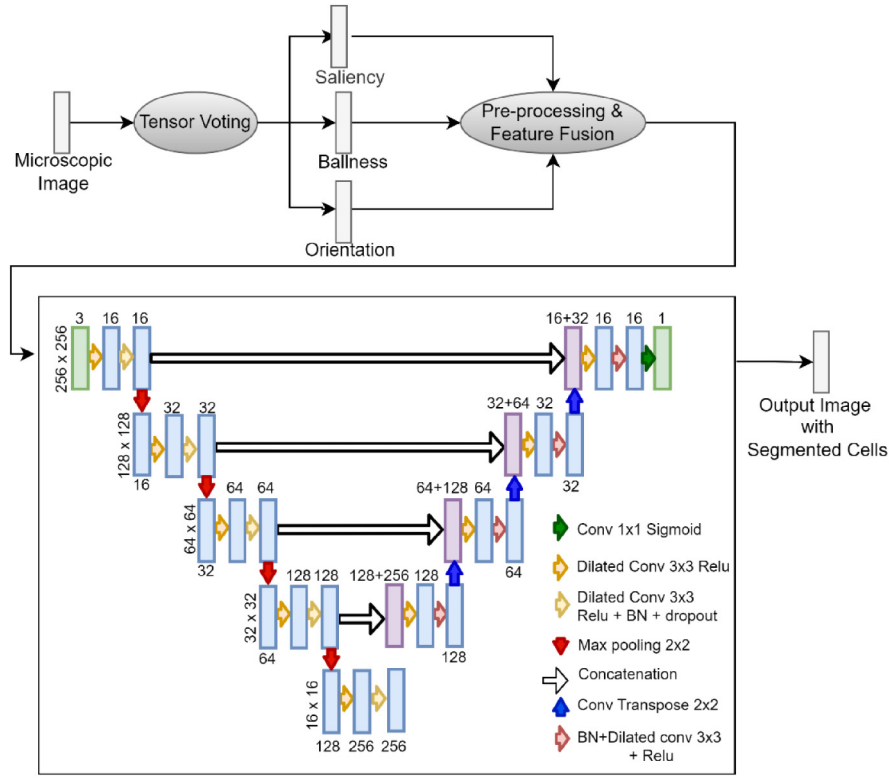 Saliency
Tensor Voting
Pre-processing &
Feature Fusion
Microscopic
Image
Ballness
Orientation
3 16 16
16+32 16 16 1
256 x 256
32 32
32+64 32
128 x 128
16
32
Output Image
with
Segmented Cells
64 64
64+128 64
64 x 64
32
64
128 128
128+256 128
32 x 32
64
128
16 x 16
128 256 256
Conv 1x1 Sigmoid
Dilated Conv 3x3 Relu
Dilated Conv 3x3
Relu + BN + dropout
Max pooling 2x2
Concatenation
Conv Transpose 2x2
BN+Dilated conv 3x3
+ Relu